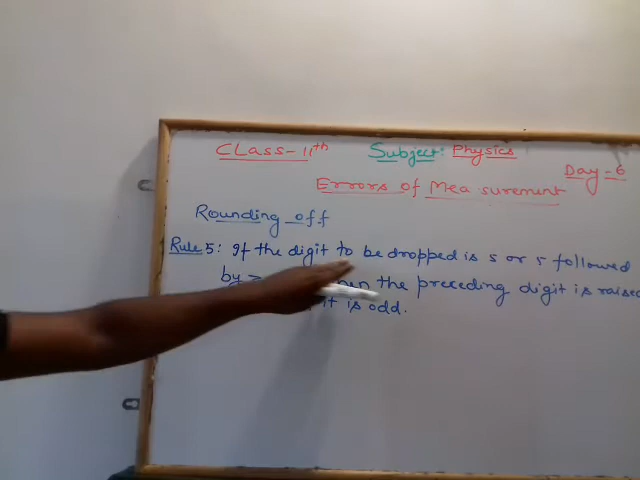 CLass-11th Subject: Physics
Day-6
Errors of Measurement
Rounding off
Rule 5: If the digit to be dropped is 5 or 5 followed
by the preceding digit is raised
it is odd.